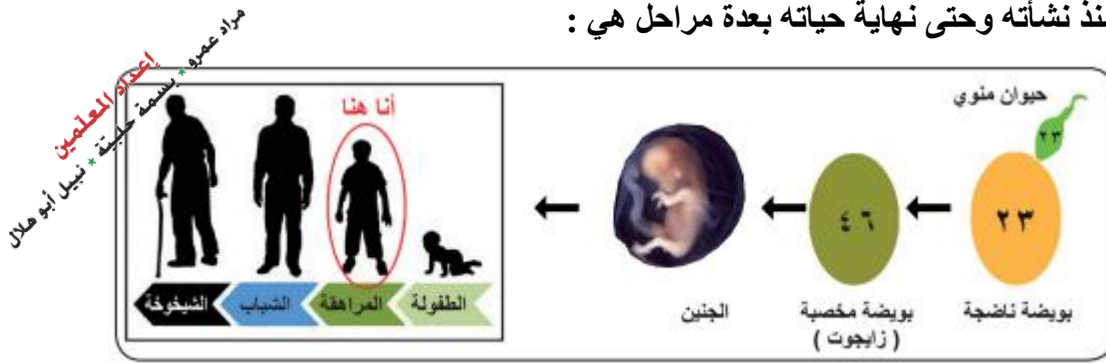 نذ نشأته وحتى نهاية حياته بعدة مراحل هي :
إعداد المعلمين
مراد عمرو * بسمة حلبية * نبيل أبو هلال
حيوان منوي
٢٣
٢٣
بويضة ناضجة
٤٦
بويضة مخصبة
( زايجوت )
الجنين
أنا هنا
الطفولة
المراهقة
الشباب
الشيخوخة